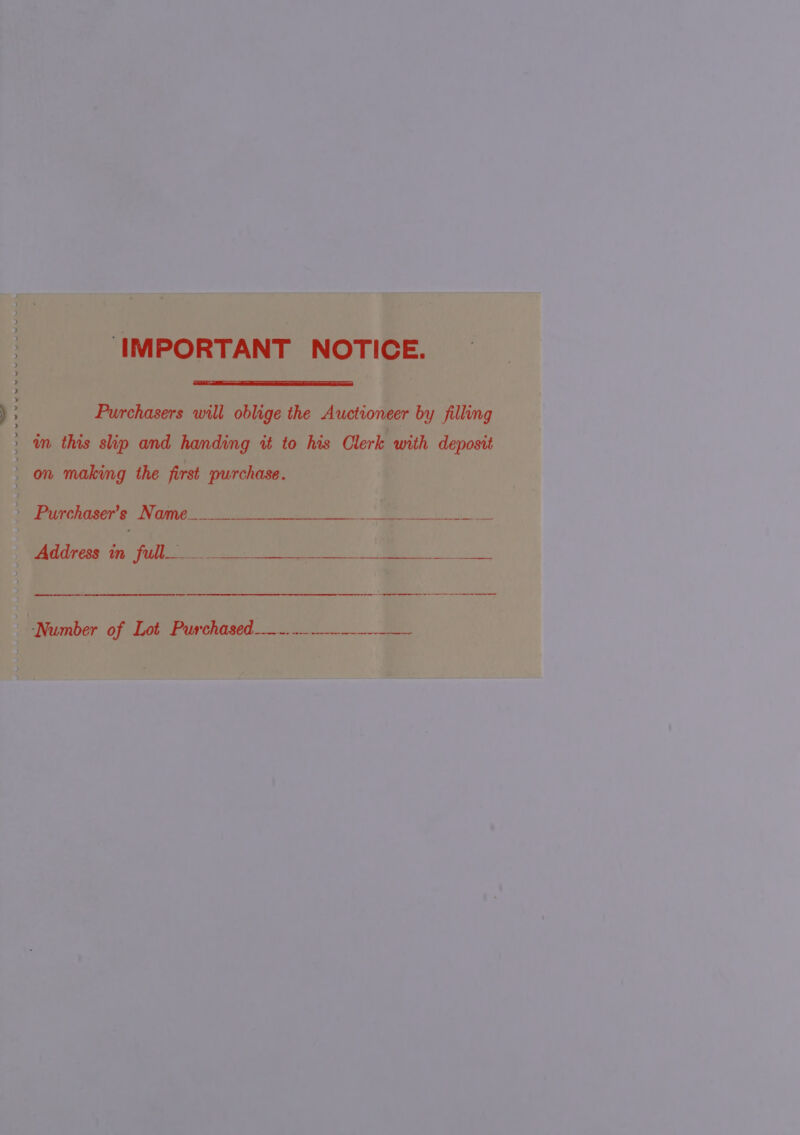 IMPORTANT NOTICE.
Purchasers will oblige the Auctioneer by filling
in this slip and handing it to his Clerk with deposit
on making the first purchase.
Purchaser's Name
Address in full
Number of Lot Purchased